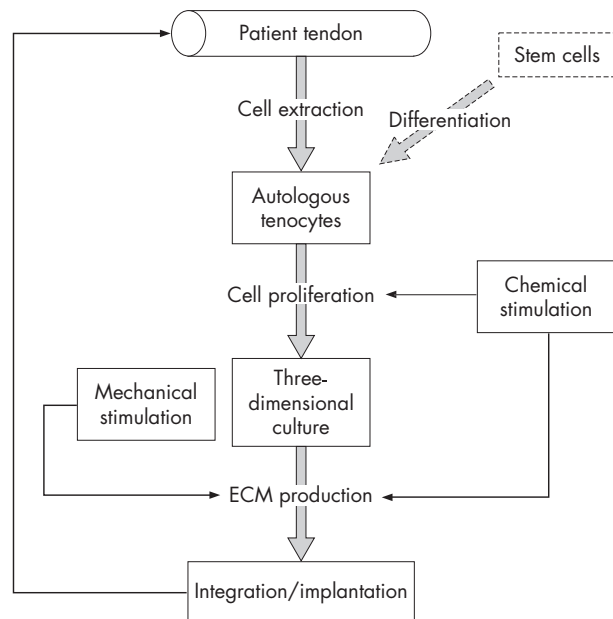 Patient tendon
Stem cells
Cell extraction
Differentiation
Autologous
tenocytes
Cell proliferation
Chemical
stimulation
Three-
dimensional
culture
Mechanical
stimulation
ECM production
Integration/implantation